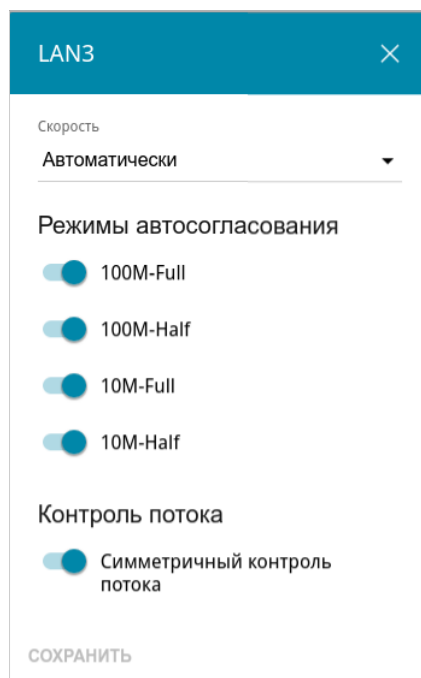 LAN3
Скорость
Автоматически
Режимы автосогласования
100M-Full
100M-Half
10M-Full
10M-Half
Контроль потока
Симметричный контроль
потока
СОХРАНИТЬ